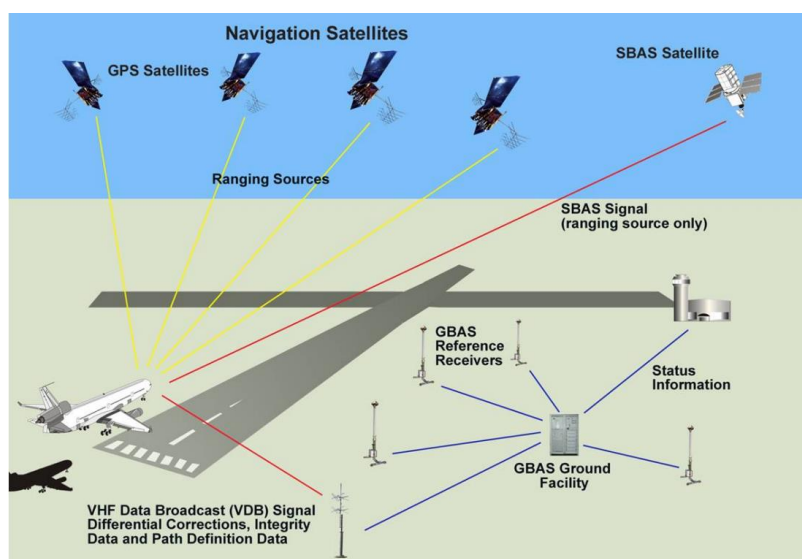 Navigation Satellites
GPS Satellites
SBAS Satellite
Ranging Sources
SBAS Signal
(ranging source only)
GBAS
Reference
Receivers
Status
Information
GBAS Ground
Facility
VHF Data Broadcast (VDB) Signal
Differential Corrections, Integrity
Data and Path Definition Data